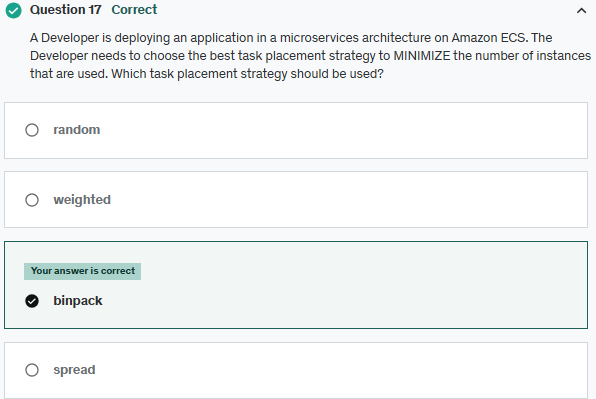 Question 17 Correct
A Developer is deploying an application in a microservices architecture on Amazon ECS. The
Developer needs to choose the best task placement strategy to MINIMIZE the number of instances
that are used. Which task placement strategy should be used?
random
weighted
Your answer is correct
binpack
spread